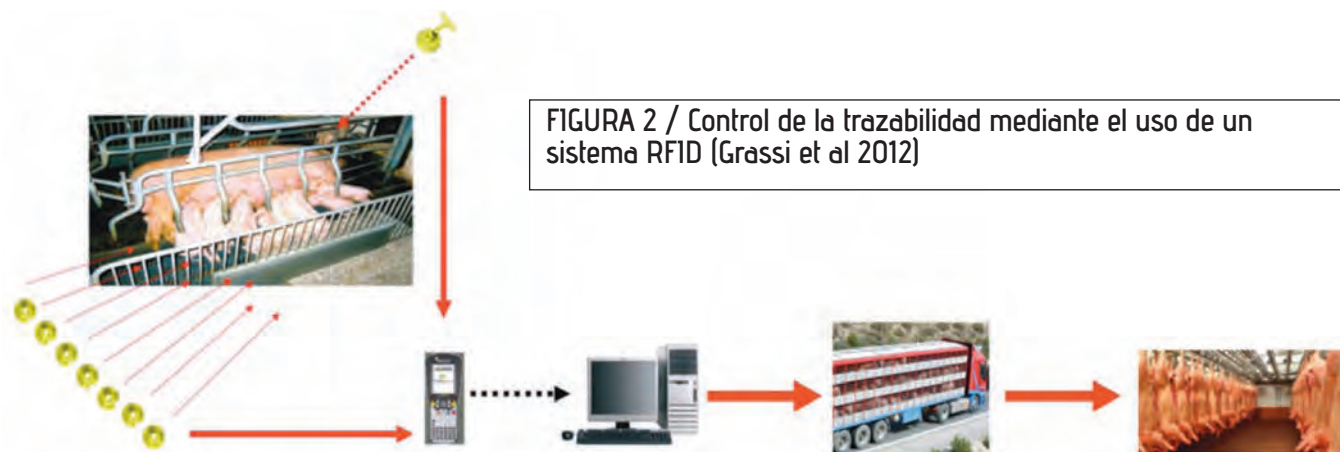 FIGURA 2 / Control de la trazabilidad mediante el uso de un
sistema RFID (Grassi et al 2012)